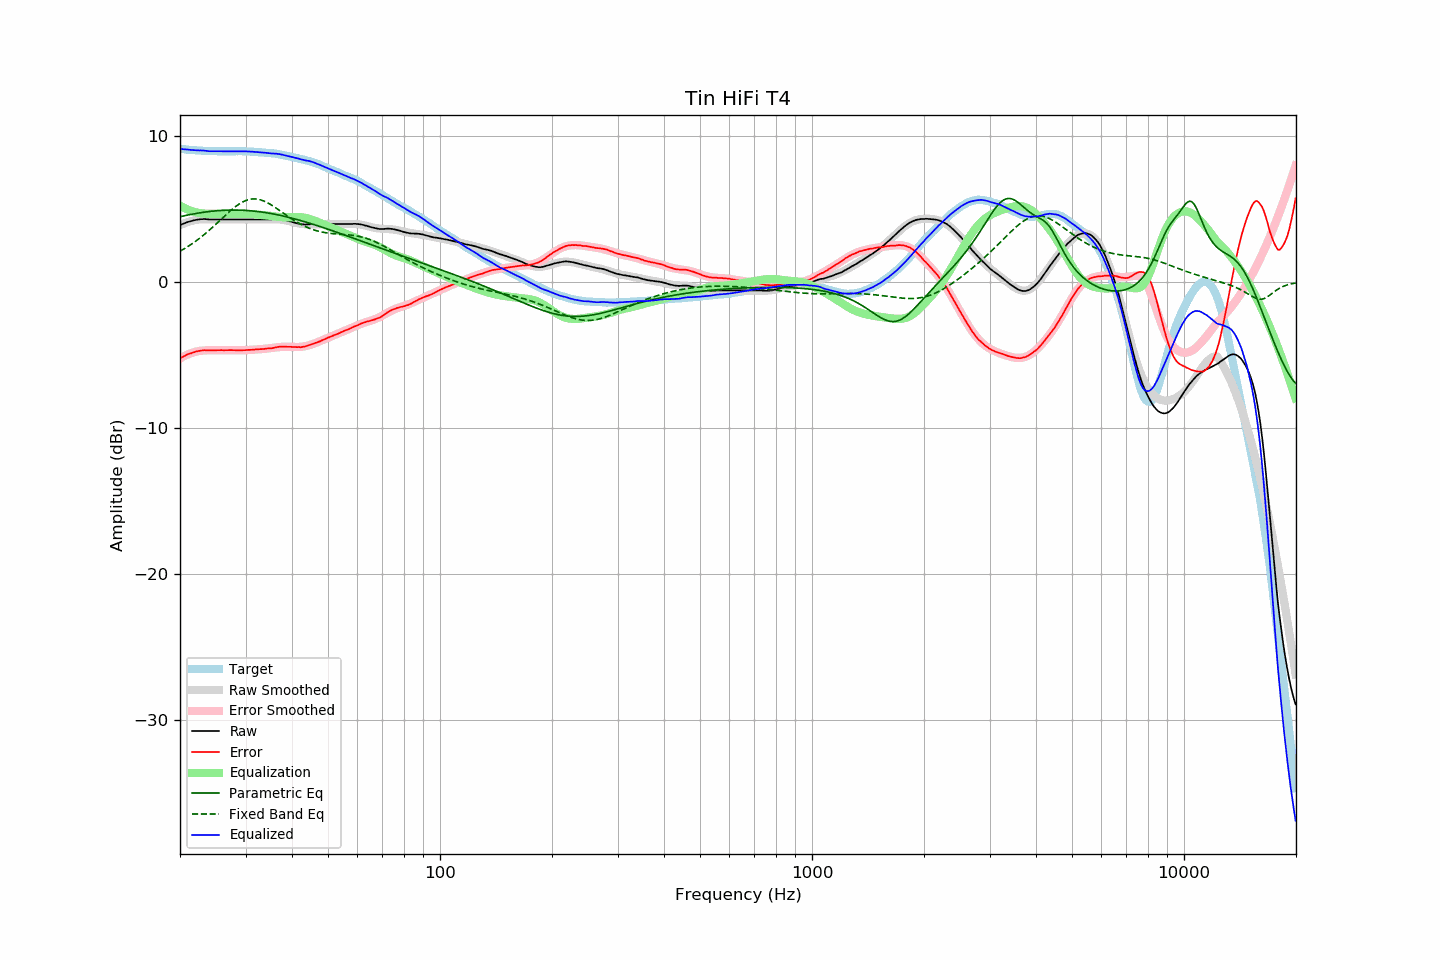 Tin HiFi T4
10
0
−10
−20
−30
Amplitude (dBr)
Target
Raw Smoothed
Error Smoothed
Raw
Error
Equalization
Parametric Eq
Fixed Band Eq
Equalized
100
1000
10000
Frequency (Hz)